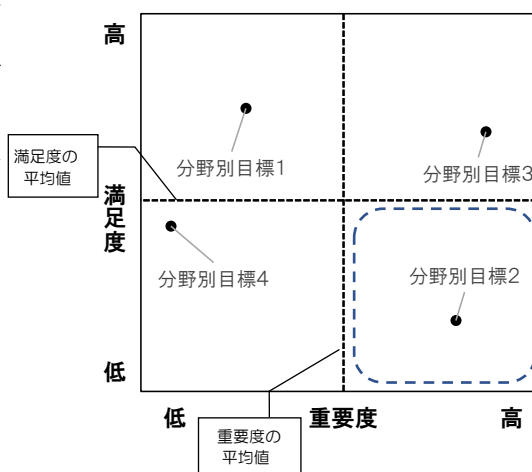 高
満足度の
平均値
分野別目標1
分野別目標3
満足度
分野別目標4
分野別目標2
低
低
重要度
高
重要度の
平均値